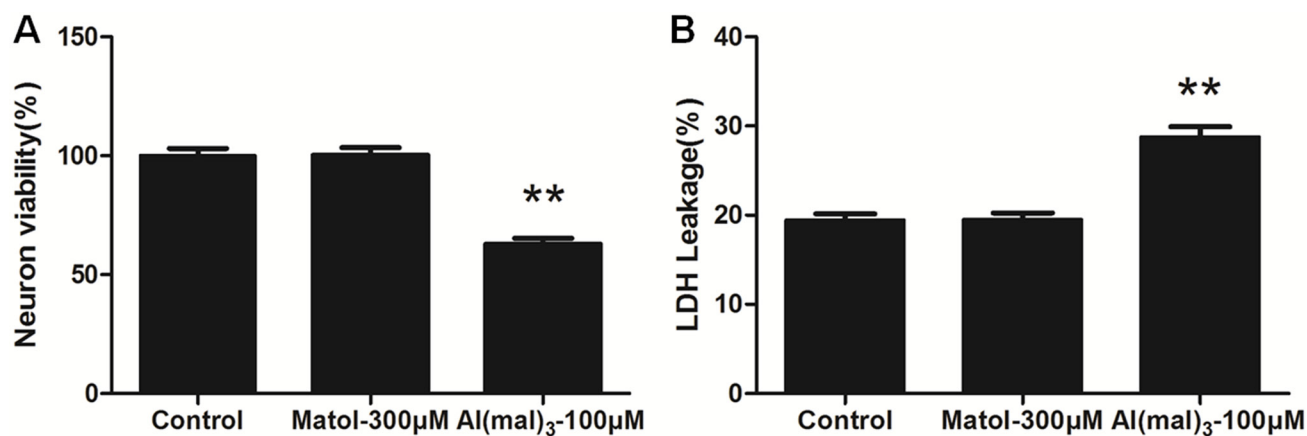 A
Neuron viability(%)
150
100
50
0
**
Control
Matol-300μM
Al(mal)₃-100μM
B
LDH Leakage(%)
40
30
20
10
0
**
Control
Matol-300μM
Al(mal)₃-100μM